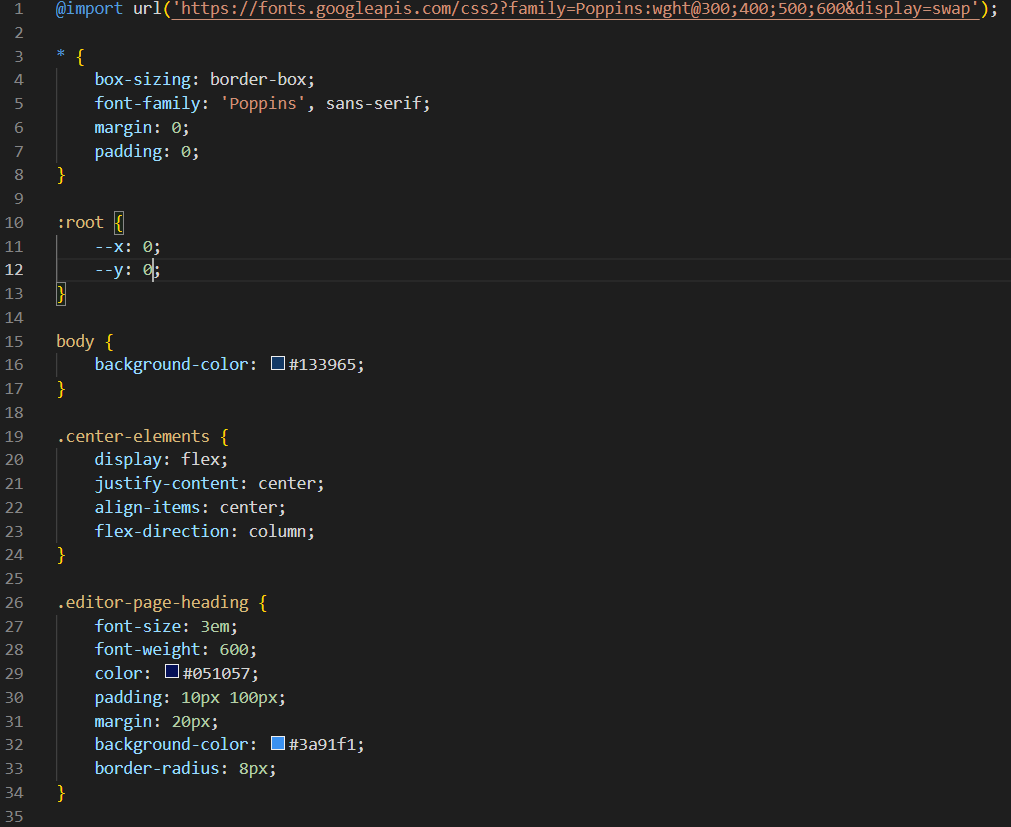 1 @import url('https://fonts.googleapis.com/css2?family=Poppins:wght@300;400;500;600&display=swap');
2
3 * {
4     box-sizing: border-box;
5     font-family: 'Poppins', sans-serif;
6     margin: 0;
7     padding: 0;
8 }
9
10 :root {
11     --x: 0;
12     --y: 0;
13 }
14
15 body {
16     background-color: #133965;
17 }
18
19 .center-elements {
20     display: flex;
21     justify-content: center;
22     align-items: center;
23     flex-direction: column;
24 }
25
26 .editor-page-heading {
27     font-size: 3em;
28     font-weight: 600;
29     color: #051057;
30     padding: 10px 100px;
31     margin: 20px;
32     background-color: #3a91f1;
33     border-radius: 8px;
34 }
35